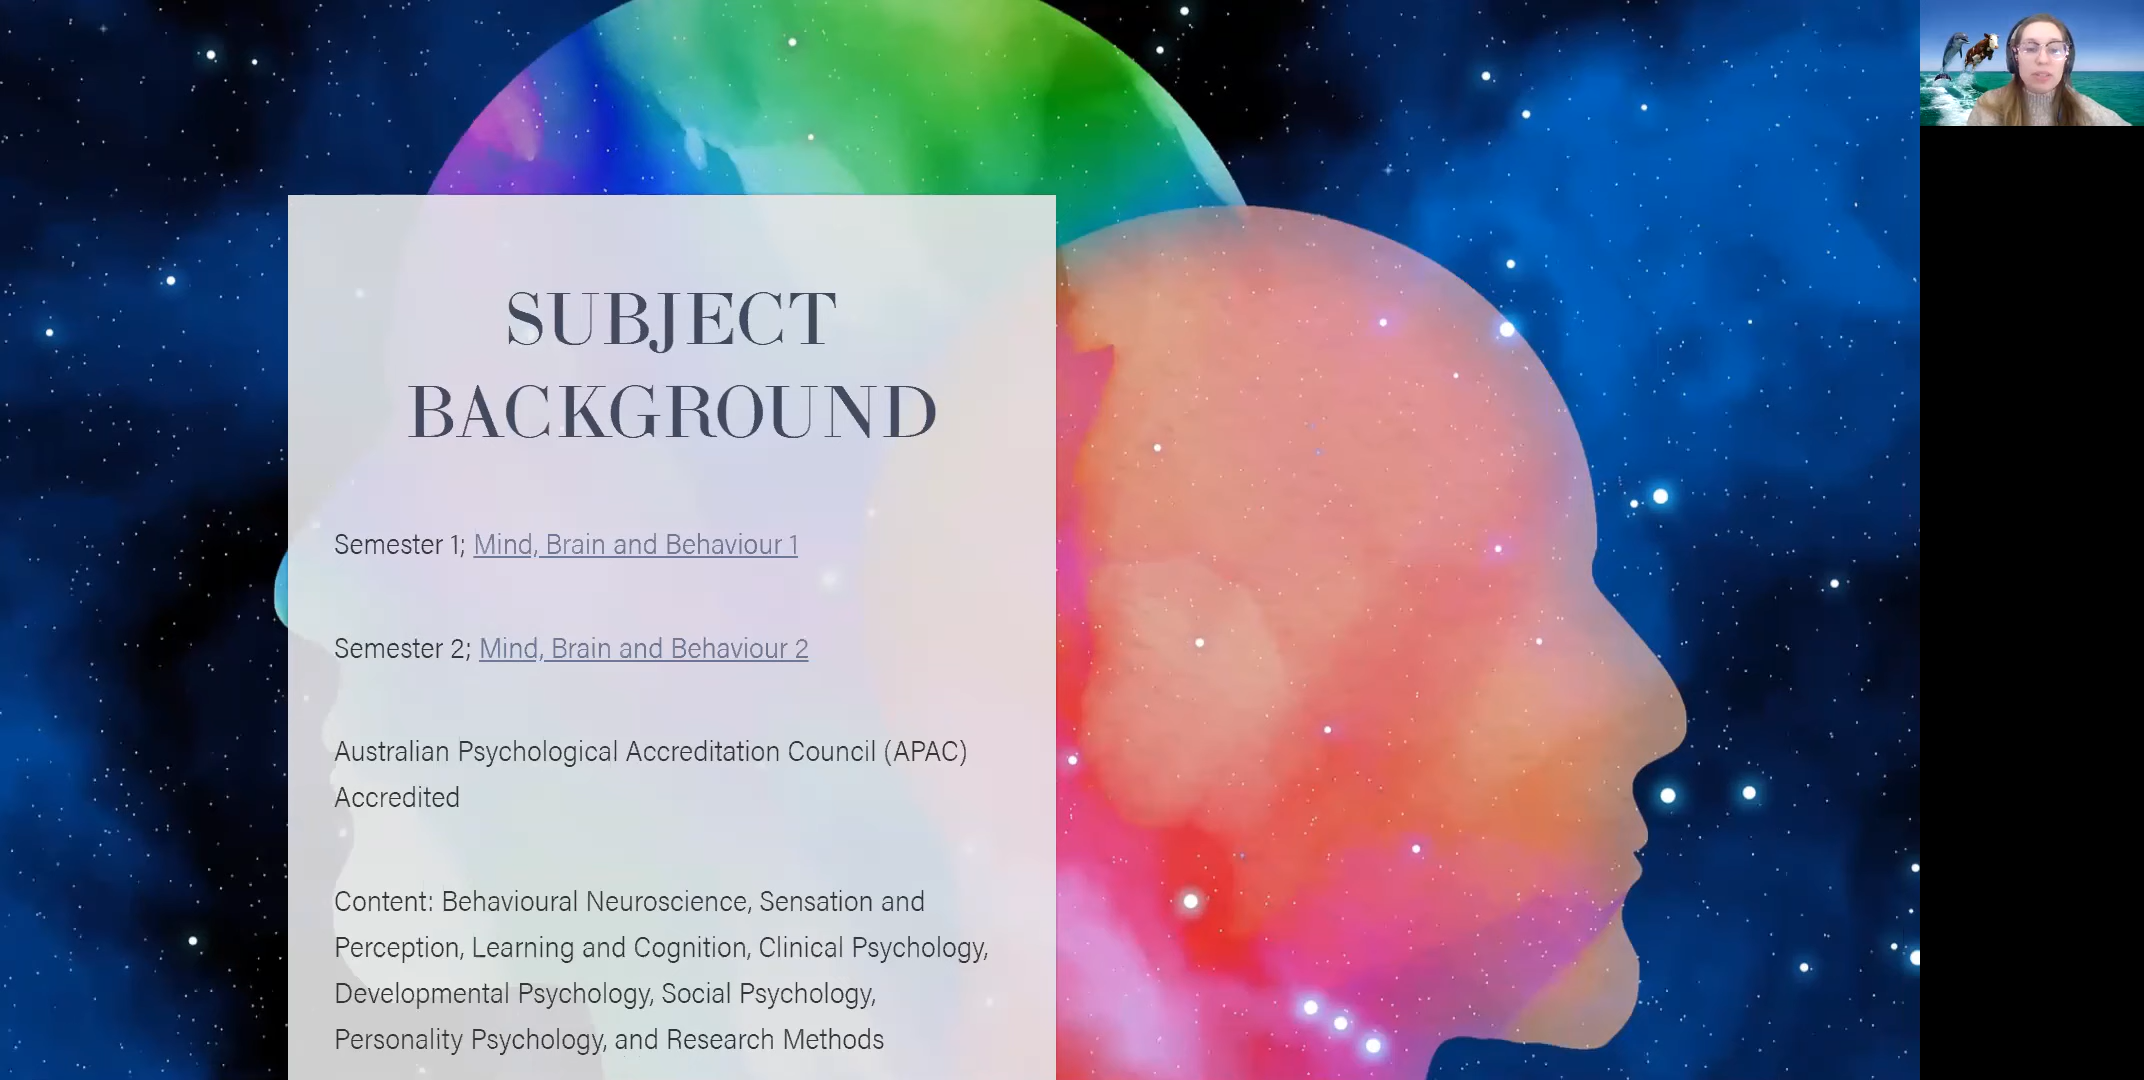 SUBJECT
BACKGROUND
Semester 1; Mind, Brain and Behaviour 1
Semester 2; Mind, Brain and Behaviour 2
Australian Psychological Accreditation Council (APAC)
Accredited
Content: Behavioural Neuroscience, Sensation and
Perception, Learning and Cognition, Clinical Psychology,
Developmental Psychology, Social Psychology,
Personality Psychology, and Research Methods